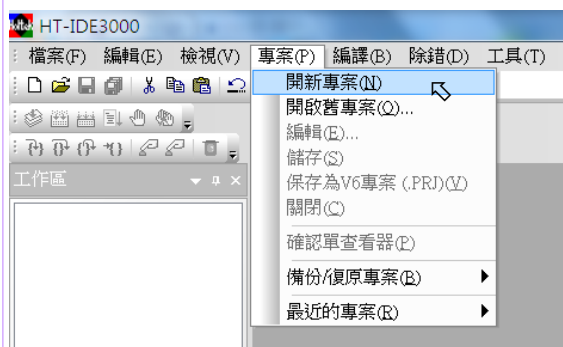 Holtek HT-IDE3000
檔案(F) 編輯(E) 檢視(V) 專案(P) 編譯(B) 除錯(D) 工具(T)
開新專案(N)
開啟舊專案(O)...
編輯(E)...
儲存(S)
保存為V6專案 (.PRJ)(V)
關閉(C)
工作區
確認單查看器(P)
備份/復原專案(B)
最近的專案(R)